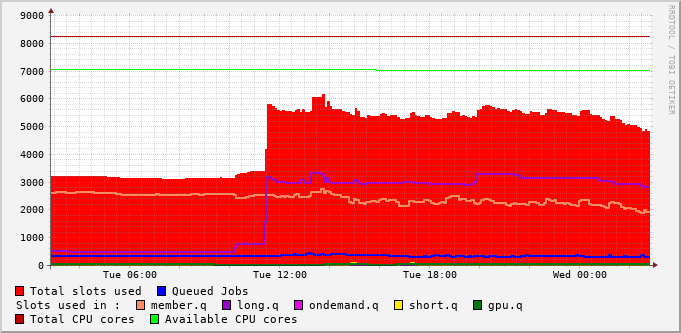 RRDTOOL / TOBI OETIKER
9000
8000
7000
6000
5000
4000
3000
2000
1000
0
Tue 06:00 Tue 12:00 Tue 18:00 Wed 00:00
Total slots used Queued Jobs
Slots used in : member.q long.q ondemand.q short.q gpu.q
Total CPU cores Available CPU cores